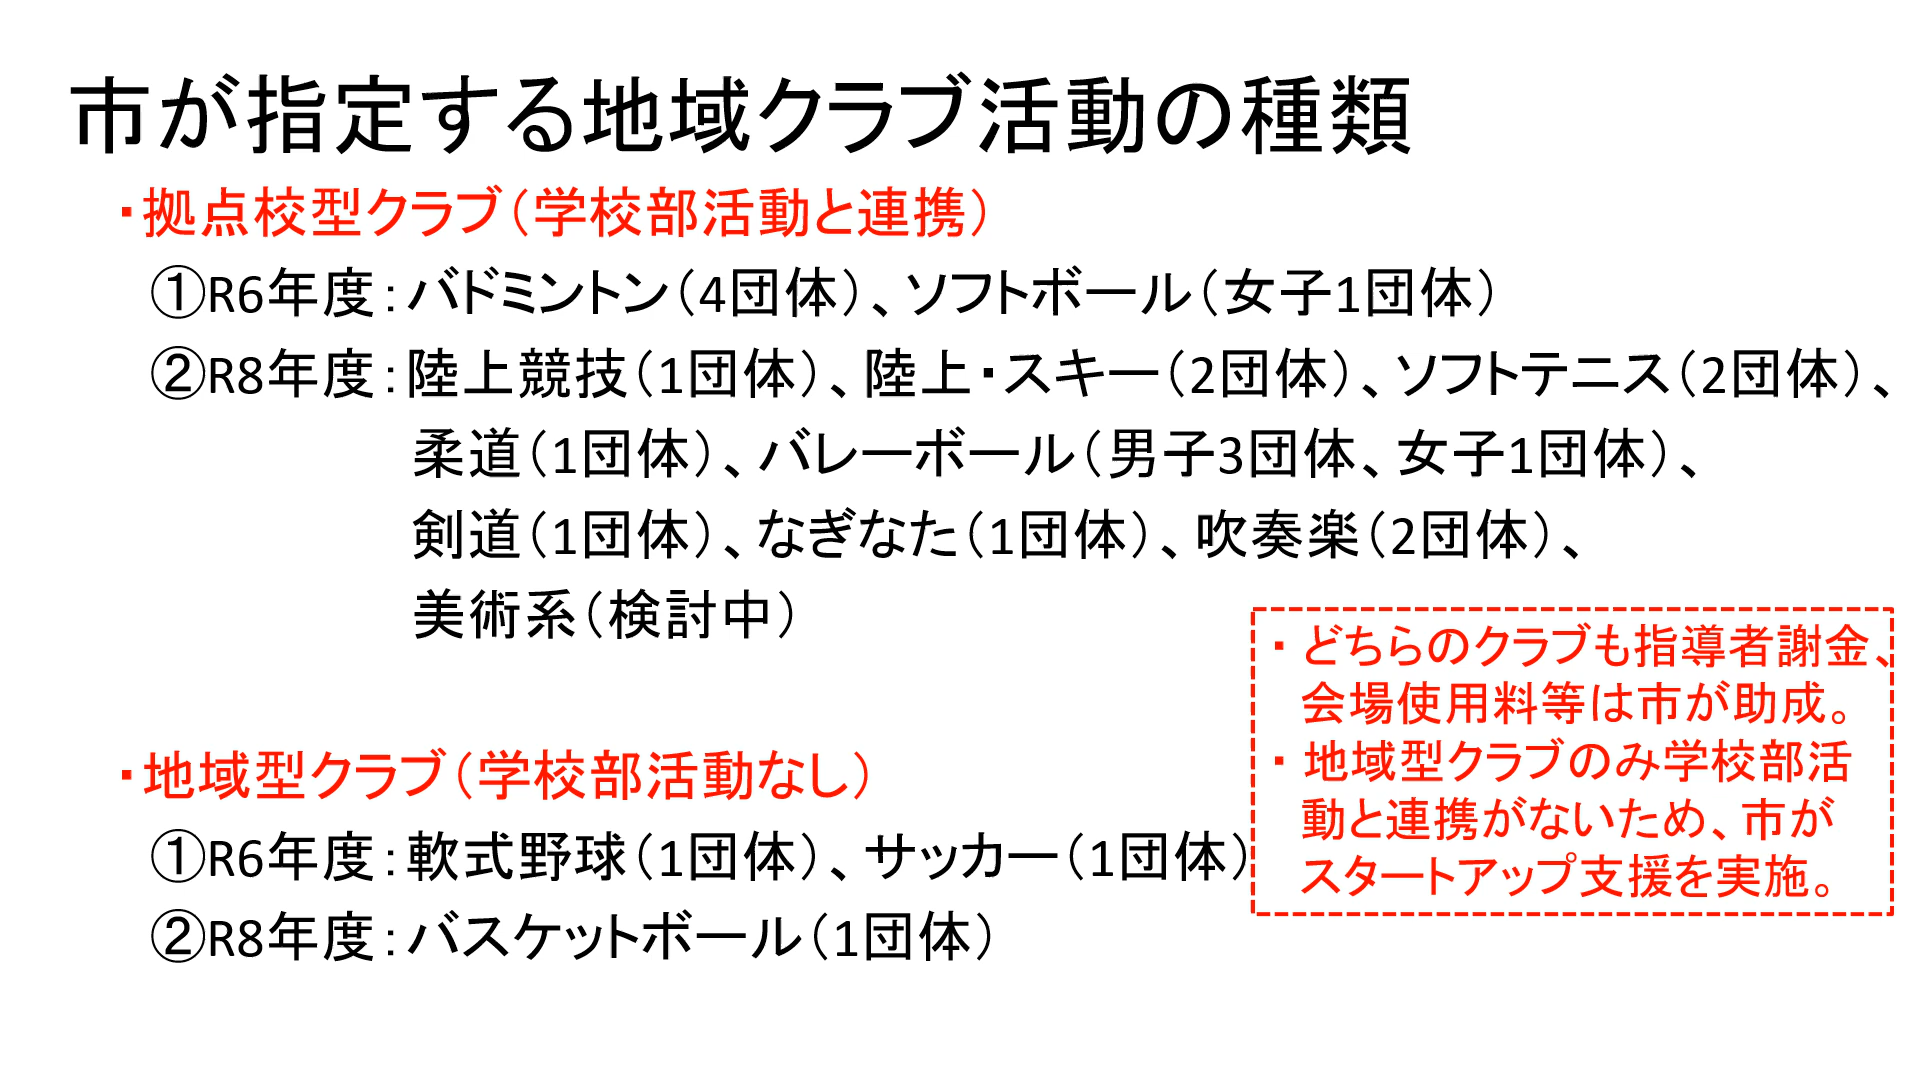 市が指定する地域クラブ活動の種類
・拠点校型クラブ（学校部活動と連携）
①R6年度：バドミントン（4団体）、ソフトボール（女子1団体）
②R8年度：陸上競技（1団体）、陸上・スキー（2団体）、ソフトテニス（2団体）、
柔道（1団体）、バレーボール（男子3団体、女子1団体）、
剣道（1団体）、なぎなた（1団体）、吹奏楽（2団体）、
美術系（検討中）
・地域型クラブ（学校部活動なし）
①R6年度：軟式野球（1団体）、サッカー（1団体）
②R8年度：バスケットボール（1団体）
・どちらのクラブも指導者謝金、
会場使用料等は市が助成。
・地域型クラブのみ学校部活
動と連携がないため、市が
スタートアップ支援を実施。